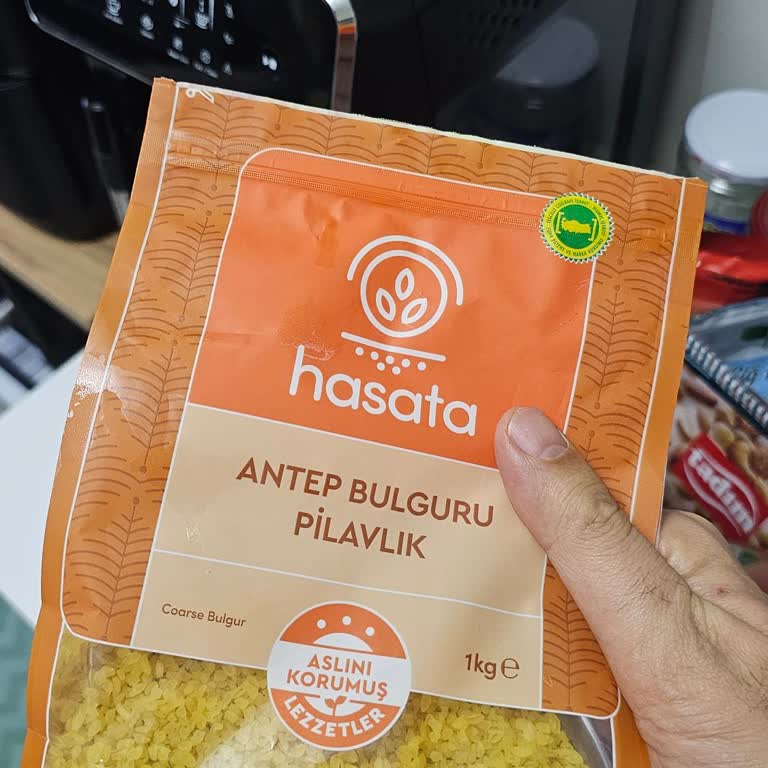 hasata
ANTEP BULGURU
PİLAVLIK
Coarse Bulgur
1kg ℮
ASLINI
KORUMUŞ
LEZZETLER
tadım